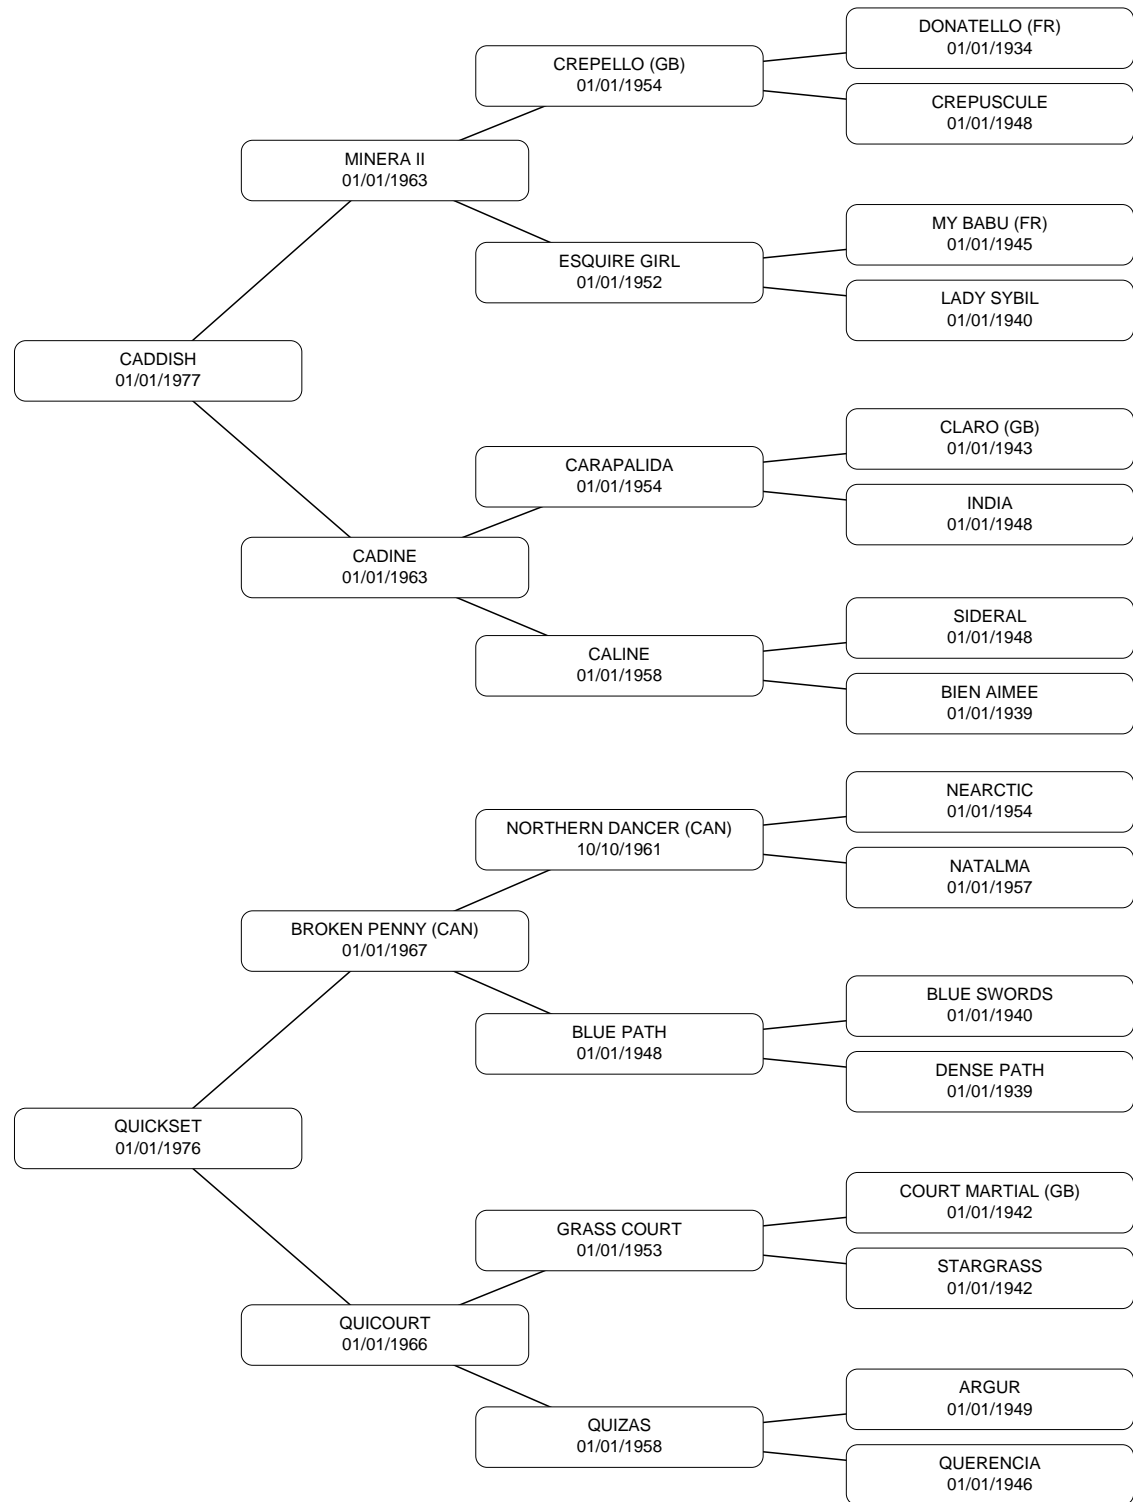 DONATELLO (FR)
01/01/1934
CREPELLO (GB)
01/01/1954
CREPUSCULE
01/01/1948
MINERA II
01/01/1963
MY BABU (FR)
01/01/1945
ESQUIRE GIRL
01/01/1952
LADY SYBIL
01/01/1940
CADDISH
01/01/1977
CLARO (GB)
01/01/1943
CARAPALIDA
01/01/1954
INDIA
01/01/1948
CADINE
01/01/1963
SIDERAL
01/01/1948
CALINE
01/01/1958
BIEN AIMEE
01/01/1939
NEARCTIC
01/01/1954
NORTHERN DANCER (CAN)
10/10/1961
NATALMA
01/01/1957
BROKEN PENNY (CAN)
01/01/1967
BLUE SWORDS
01/01/1940
BLUE PATH
01/01/1948
DENSE PATH
01/01/1939
QUICKSET
01/01/1976
COURT MARTIAL (GB)
01/01/1942
GRASS COURT
01/01/1953
STARGRASS
01/01/1942
QUICOURT
01/01/1966
ARGUR
01/01/1949
QUIZAS
01/01/1958
QUERENCIA
01/01/1946